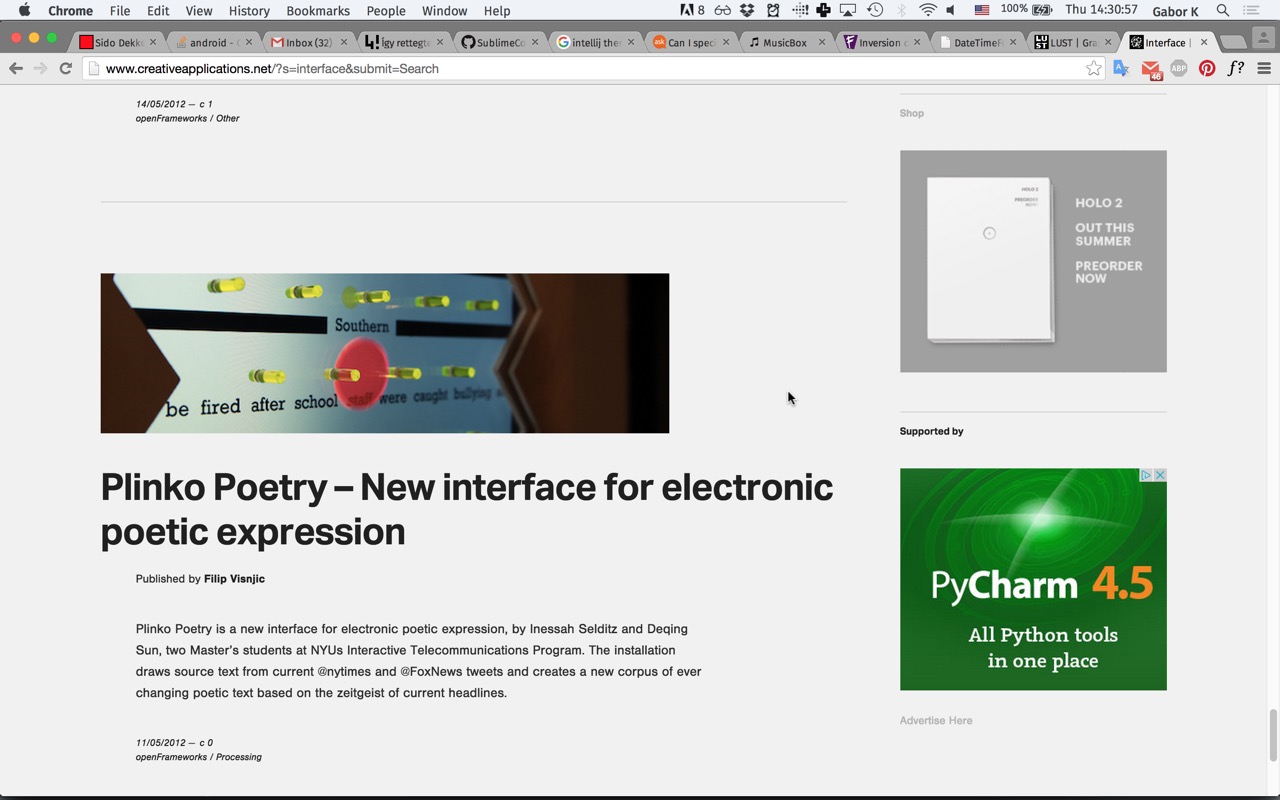 Chrome File Edit View History Bookmarks People Window Help 8 100% Thu 14:30:57 Gabor K
Sido Dekk android - Inbox (32) Így rettegt SublimeCo intellij ther Can I spec MusicBox Inversion DateTimeF LUST | Gra Interface |
www.creativeapplications.net/?s=interface&submit=Search
ABP
46
f?
14/05/2012 — c 1
openFrameworks / Other
Southern
be fired after school staff were caught bullying
Plinko Poetry – New interface for electronic
poetic expression
Published by Filip Visnjic
Plinko Poetry is a new interface for electronic poetic expression, by Inessah Selditz and Deqing
Sun, two Master's students at NYUs Interactive Telecommunications Program. The installation
draws source text from current @nytimes and @FoxNews tweets and creates a new corpus of ever
changing poetic text based on the zeitgeist of current headlines.
11/05/2012 — c 0
openFrameworks / Processing
Shop
HOLO 2
PREORDER
NOW!
HOLO 2
OUT THIS
SUMMER
PREORDER
NOW
Supported by
PyCharm 4.5
All Python tools
in one place
Advertise Here